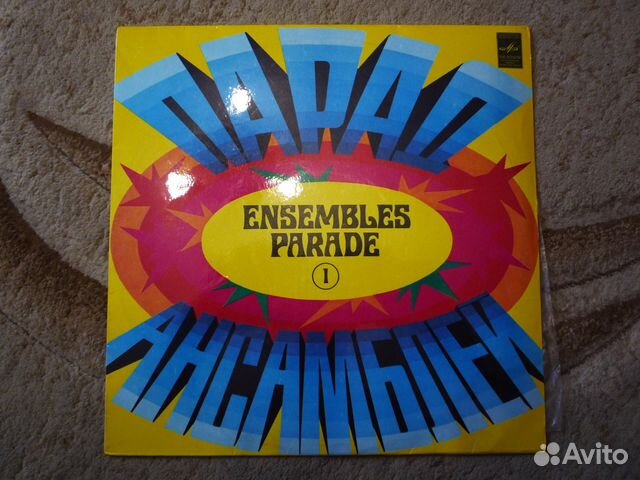 ПАРАД
ENSEMBLES
PARADE
1
АНСАМБЛЕЙ
Avito